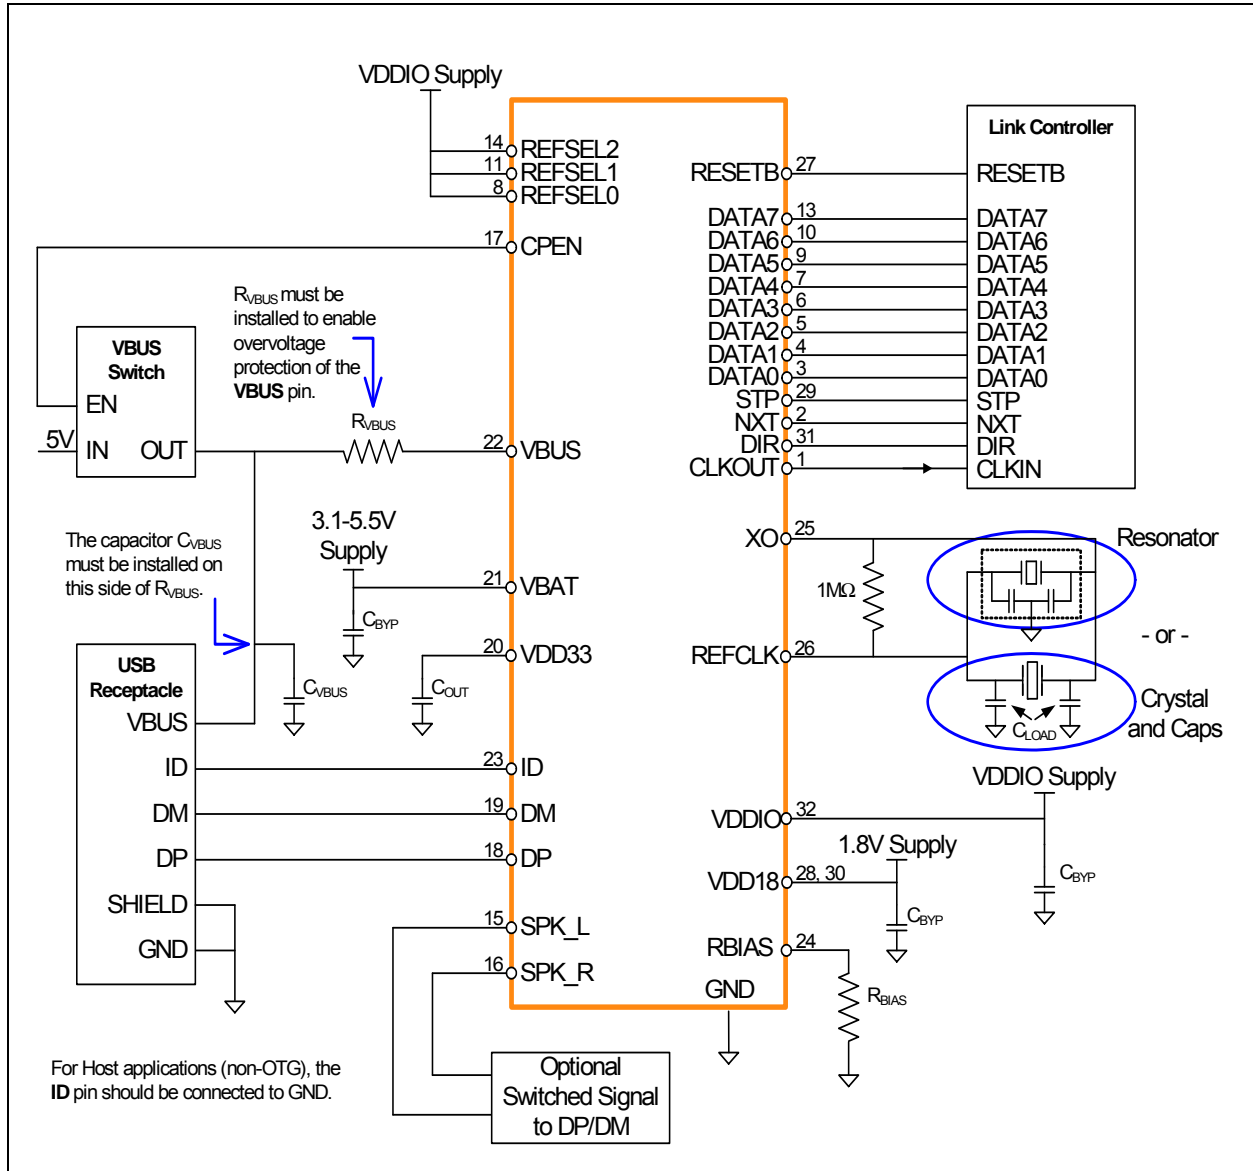 VDDIO Supply
14
REFSEL2
11
REFSEL1
8
REFSEL0
17
CPEN
RVBUS must be
installed to enable
overvoltage
protection of the
VBUS pin.
VBUS
Switch
EN
5V
IN
OUT
RVBUS
22
VBUS
3.1-5.5V
Supply
The capacitor CVBUS
must be installed on
this side of RVBUS.
21
VBAT
CBYP
20
VDD33
USB
Receptacle
CVBUS
COUT
VBUS
ID
23
ID
DM
19
DM
DP
18
DP
SHIELD
GND
15
SPK_L
16
SPK_R
For Host applications (non-OTG), the
ID pin should be connected to GND.
Optional
Switched Signal
to DP/DM
Link Controller
RESETB
27
RESETB
DATA7
13
DATA7
DATA6
10
DATA6
DATA5
9
DATA5
DATA4
7
DATA4
DATA3
6
DATA3
DATA2
5
DATA2
DATA1
4
DATA1
DATA0
3
DATA0
STP
29
STP
NXT
2
NXT
DIR
31
DIR
CLKOUT
1
CLKIN
XO
25
Resonator
1MΩ
- or -
REFCLK
26
CLOAD
Crystal
and Caps
VDDIO Supply
VDDIO
32
1.8V Supply
VDD18
28, 30
CBYP
CBYP
RBIAS
24
RBIAS
GND